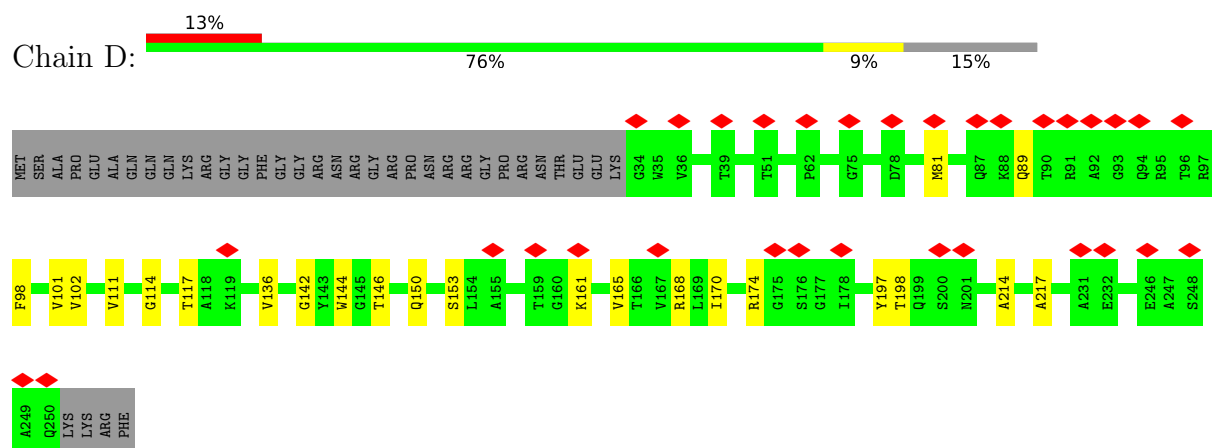 13%
Chain D:
76% 9% 15%
MET SER ALA PRO GLU ALA GLN GLN GLN LYS ARG GLY GLY PHE GLY GLY ARG ASN ARG GLY ARG PRO ASN ARG ARG GLY PRO ARG ASN THR GLU GLU LYS G34 W35 V36 T39 T51 P62 G75 D78 M81 Q87 K88 Q89 T90 R91 A92 G93 Q94 R95 T96 R97
F98 V101 V102 V111 G114 T117 A118 K119 V136 G142 Y143 W144 G145 T146 Q150 S153 L154 A155 T159 G160 K161 V165 T166 V167 R168 L169 I170 R174 G175 S176 G177 I178 Y197 T198 Q199 S200 N201 A214 A217 A231 E232 E246 A247 S248
A249 Q250 LYS LYS ARG PHE